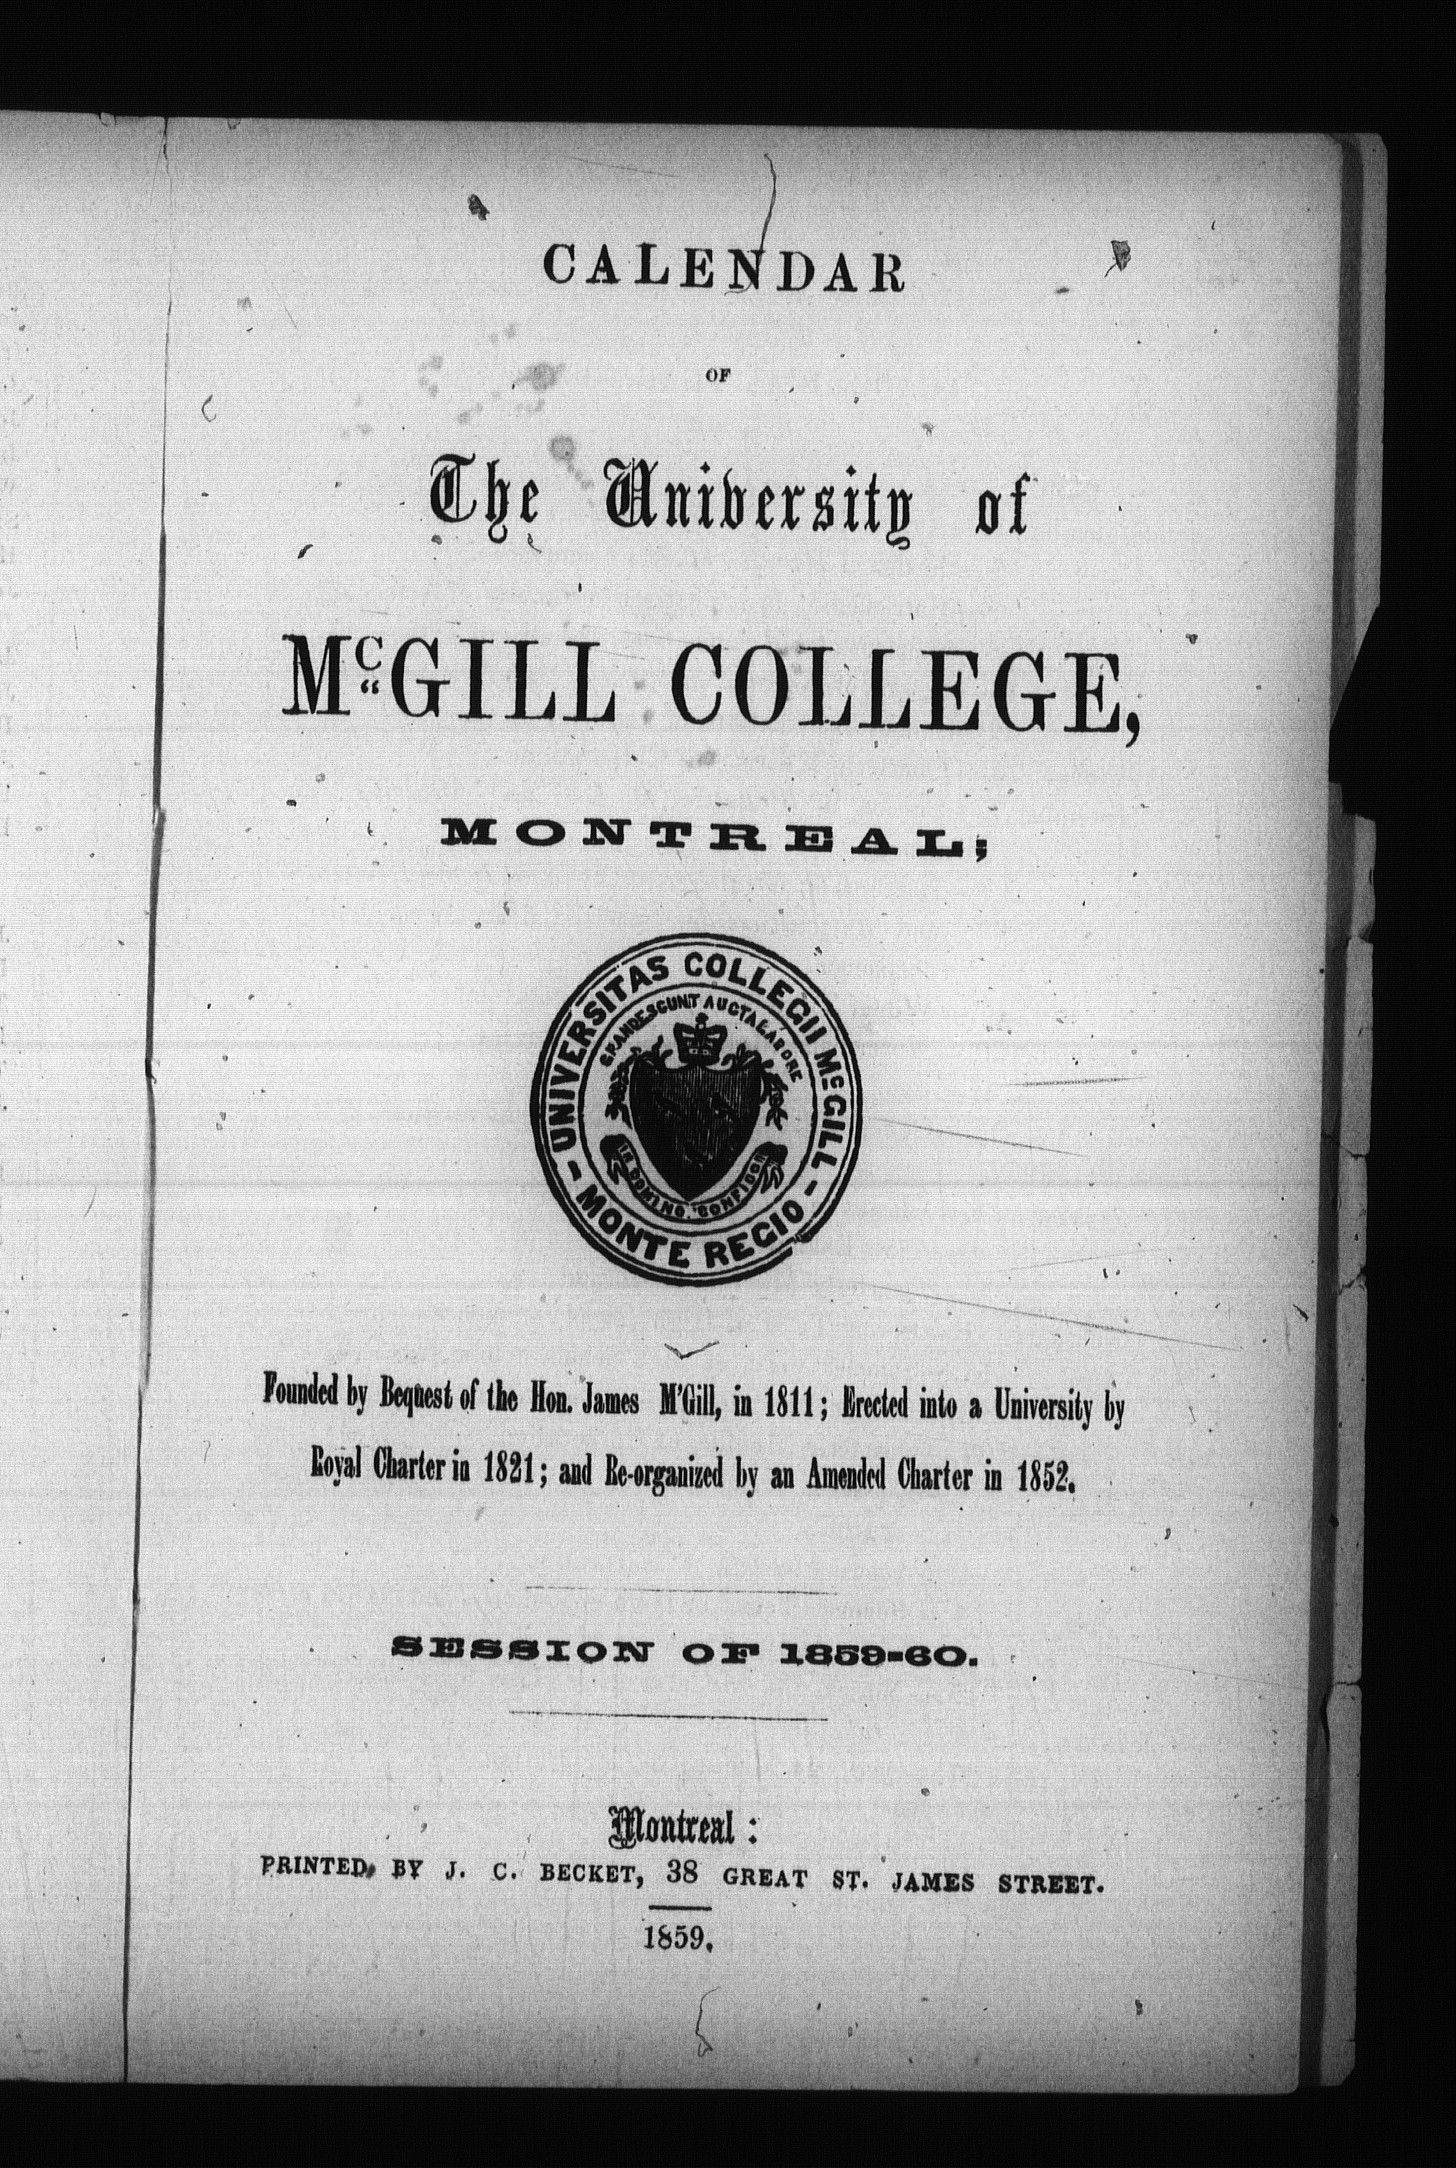 CALENDAR
OF
The University of
McGILL COLLEGE,
MONTREAL;
UNIVERSITAS COLLEGII McGILL
GRANDESCUNT AUCTA LABORE
IN DOMINO CONFIDO
- MONTE REGIO -
Founded by Bequest of the Hon. James M'Gill, in 1811; Erected into a University by
Royal Charter in 1821; and Re-organized by an Amended Charter in 1852.
SESSION OF 1859-60.
Montreal:
PRINTED BY J. C. BECKET, 38 GREAT ST. JAMES STREET.
1859.